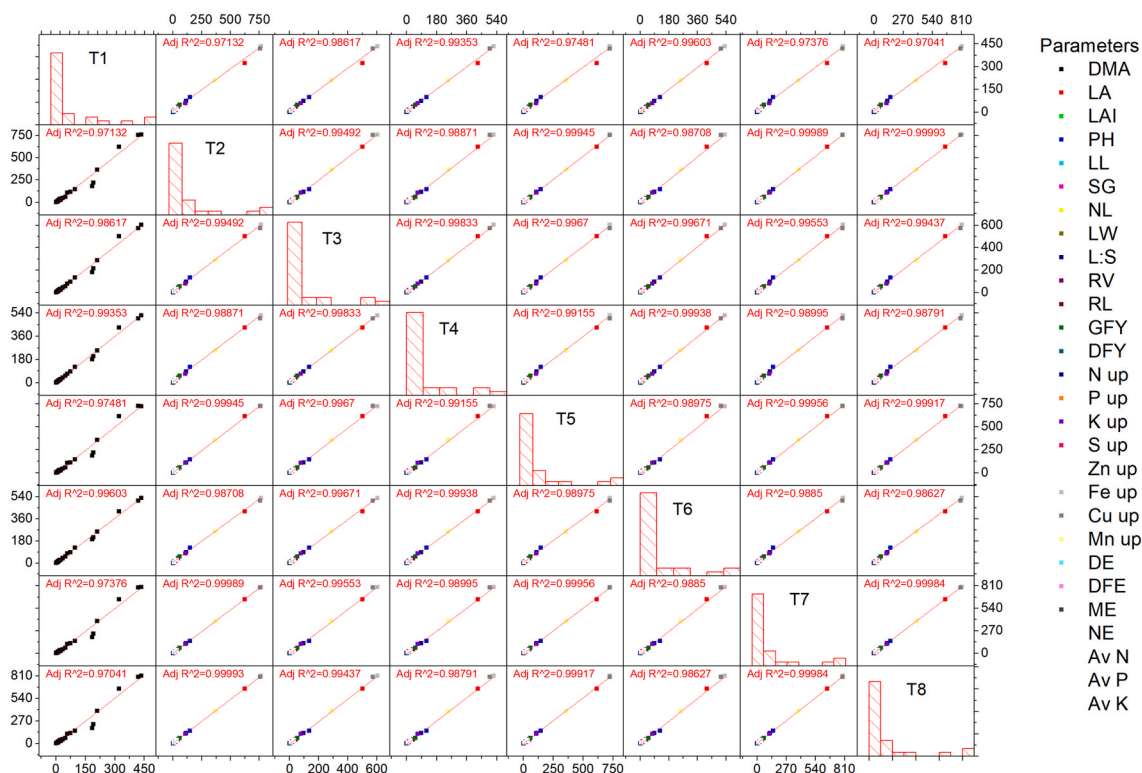 0 250 500 750
0 180 360 540
0 180 360 540
0 270 540 810
T1
Adj R^2=0.97132
Adj R^2=0.98617
Adj R^2=0.99353
Adj R^2=0.97481
Adj R^2=0.99603
Adj R^2=0.97376
Adj R^2=0.97041
450
300
150
0
750
500
250
0
Adj R^2=0.97132
T2
Adj R^2=0.99492
Adj R^2=0.98871
Adj R^2=0.99945
Adj R^2=0.98708
Adj R^2=0.99989
Adj R^2=0.99993
Adj R^2=0.98617
Adj R^2=0.99492
T3
Adj R^2=0.99833
Adj R^2=0.9967
Adj R^2=0.99671
Adj R^2=0.99553
Adj R^2=0.99437
600
400
200
0
540
360
180
0
Adj R^2=0.99353
Adj R^2=0.98871
Adj R^2=0.99833
T4
Adj R^2=0.99155
Adj R^2=0.99938
Adj R^2=0.98995
Adj R^2=0.98791
Adj R^2=0.97481
Adj R^2=0.99945
Adj R^2=0.9967
Adj R^2=0.99155
T5
Adj R^2=0.98975
Adj R^2=0.99956
Adj R^2=0.99917
750
500
250
0
540
360
180
0
Adj R^2=0.99603
Adj R^2=0.98708
Adj R^2=0.99671
Adj R^2=0.99938
Adj R^2=0.98975
T6
Adj R^2=0.9885
Adj R^2=0.98627
Adj R^2=0.97376
Adj R^2=0.99989
Adj R^2=0.99553
Adj R^2=0.98995
Adj R^2=0.99956
Adj R^2=0.9885
T7
Adj R^2=0.99984
810
540
270
0
810
540
270
0
Adj R^2=0.97041
Adj R^2=0.99993
Adj R^2=0.99437
Adj R^2=0.98791
Adj R^2=0.99917
Adj R^2=0.98627
Adj R^2=0.99984
T8
0 150 300 450
0 200 400 600
0 250 500 750
0 270 540 810
Parameters
DMA
LA
LAI
PH
LL
SG
NL
LW
L:S
RV
RL
GFY
DFY
N up
P up
K up
S up
Zn up
Fe up
Cu up
Mn up
DE
DFE
ME
NE
Av N
Av P
Av K